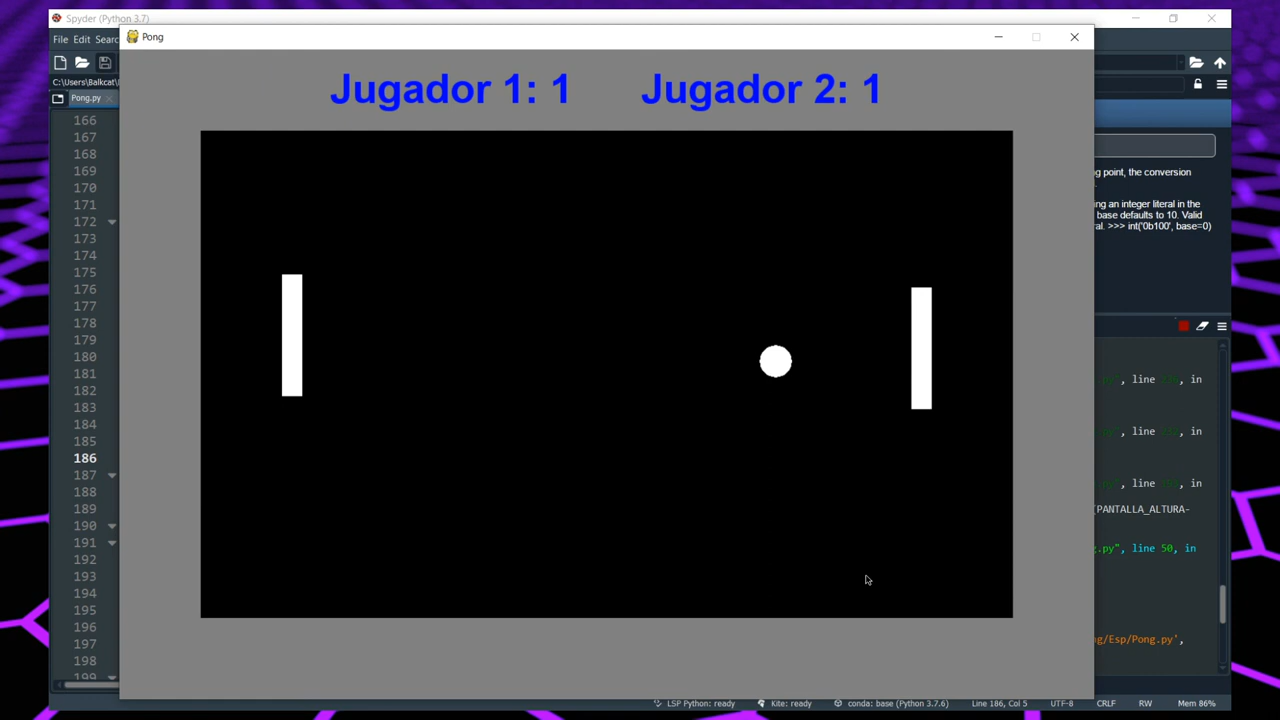 Spyder (Python 3.7)
Pong
File Edit Searc
C:\Users\Balkcat\
Pong.py
Jugador 1: 1 Jugador 2: 1
166
167
168
169
170
171
172
173
174
175
176
177
178
179
180
181
182
183
184
185
186
187
188
189
190
191
192
193
194
195
196
197
198
199
g point, the conversion
ing an integer literal in the
base defaults to 10. Valid
ral. >>> int('0b100', base=0)
, line , in
, line , in
, line , in
(PANTALLA_ALTURA-
g.py", line 50, in
ng/Esp/Pong.py',
LSP Python: ready Kite: ready conda: base (Python 3.7.6) Line 186, Col 5 UTF-8 CRLF RW Mem 86%